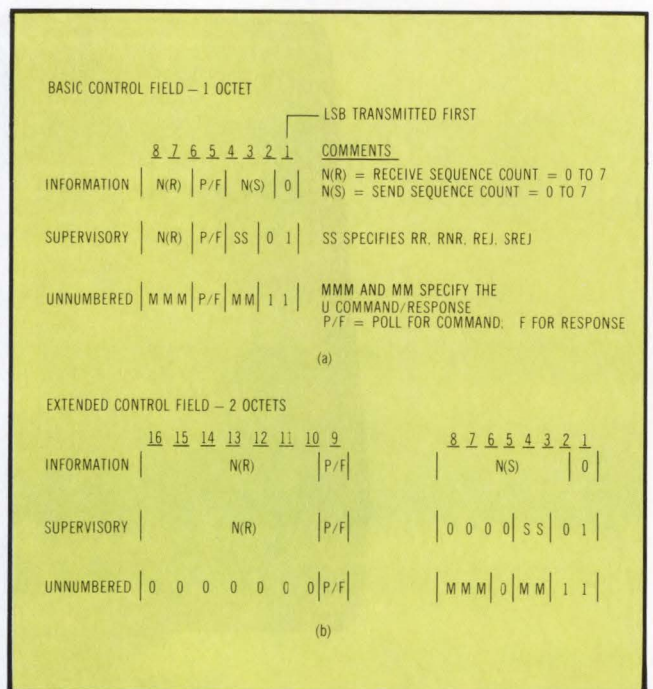 BASIC CONTROL FIELD — 1 OCTET
LSB TRANSMITTED FIRST
8 7 6 5 4 3 2 1 COMMENTS
INFORMATION | N(R) | P/F | N(S) | 0 | N(R) = RECEIVE SEQUENCE COUNT = 0 TO 7
N(S) = SEND SEQUENCE COUNT = 0 TO 7
SUPERVISORY | N(R) | P/F | SS | 0 1 | SS SPECIFIES RR, RNR, REJ, SREJ
UNNUMBERED | M M M | P/F | M M | 1 1 | MMM AND MM SPECIFY THE
U COMMAND/RESPONSE
P/F = POLL FOR COMMAND; F FOR RESPONSE
(a)
EXTENDED CONTROL FIELD — 2 OCTETS
16 15 14 13 12 11 10 9 8 7 6 5 4 3 2 1
INFORMATION | N(R) | P/F | | N(S) | 0 |
SUPERVISORY | N(R) | P/F | | 0 0 0 0 | S S | 0 1 |
UNNUMBERED | 0 0 0 0 0 0 0 | P/F | | M M M | 0 | M M | 1 1 |
(b)